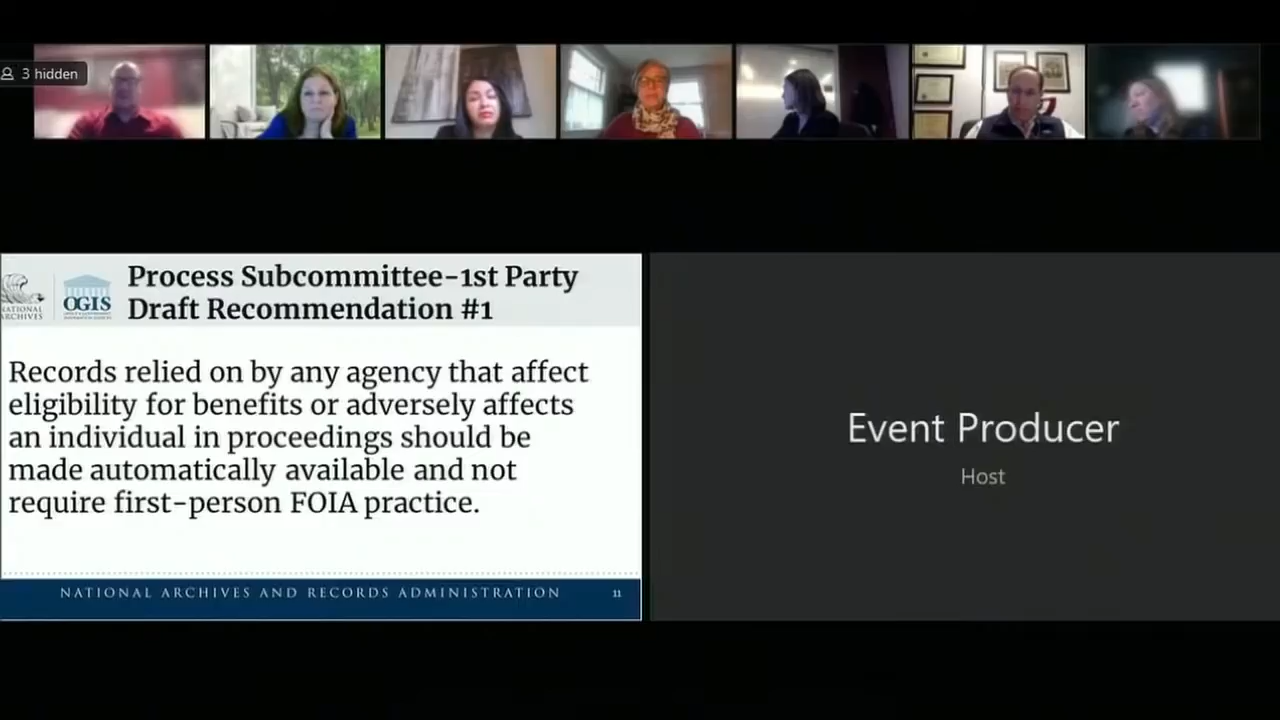 3 hidden
NATIONAL
ARCHIVES
OGIS
Process Subcommittee-1st Party
Draft Recommendation #1
Records relied on by any agency that affect
eligibility for benefits or adversely affects
an individual in proceedings should be
made automatically available and not
require first-person FOIA practice.
NATIONAL ARCHIVES AND RECORDS ADMINISTRATION
11
Event Producer
Host